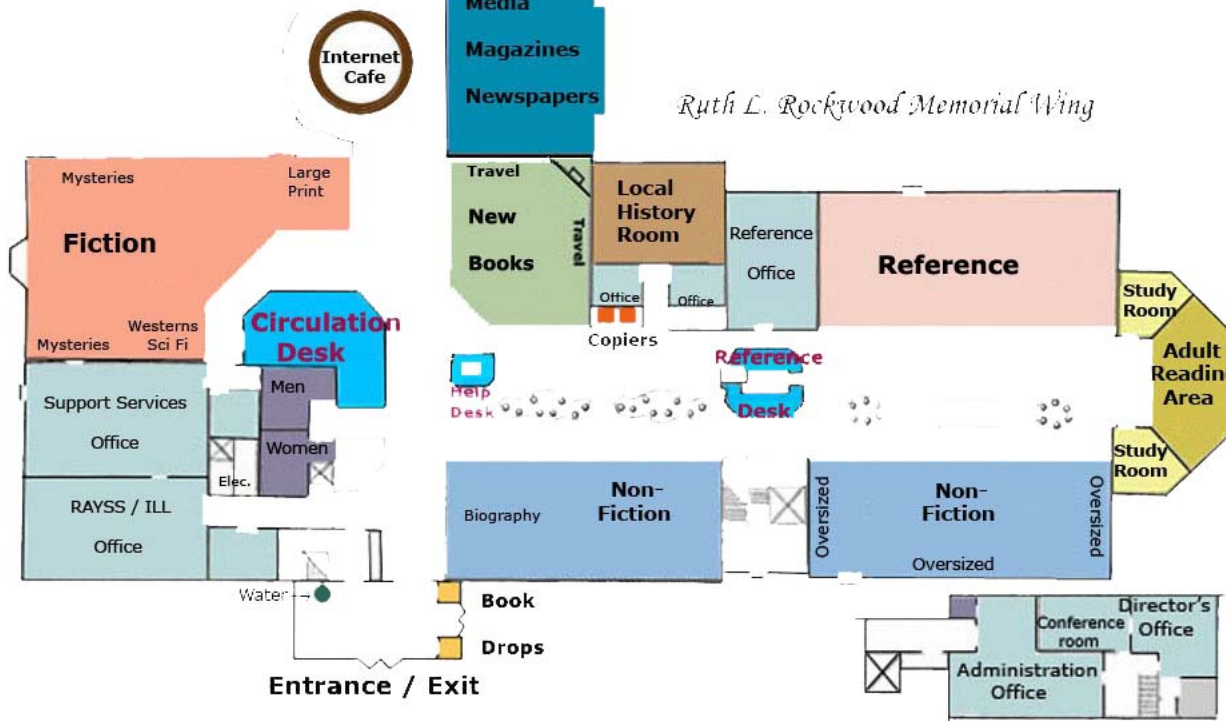 Media
Magazines
Newspapers
Internet
Cafe
Ruth L. Rockwood Memorial Wing
Mysteries
Large
Print
Fiction
Westerns
Sci Fi
Mysteries
Travel
New
Books
Travel
Local
History
Room
Office
Office
Copiers
Reference
Office
Reference
Study
Room
Adult
Reading
Area
Study
Room
Circulation
Desk
Help
Desk
Reference
Desk
Support Services
Office
Men
Women
Elec.
RAYSS / ILL
Office
Biography
Non-
Fiction
Oversized
Non-
Fiction
Oversized
Oversized
Water
Book
Drops
Entrance / Exit
Director's
Office
Conference
room
Administration
Office